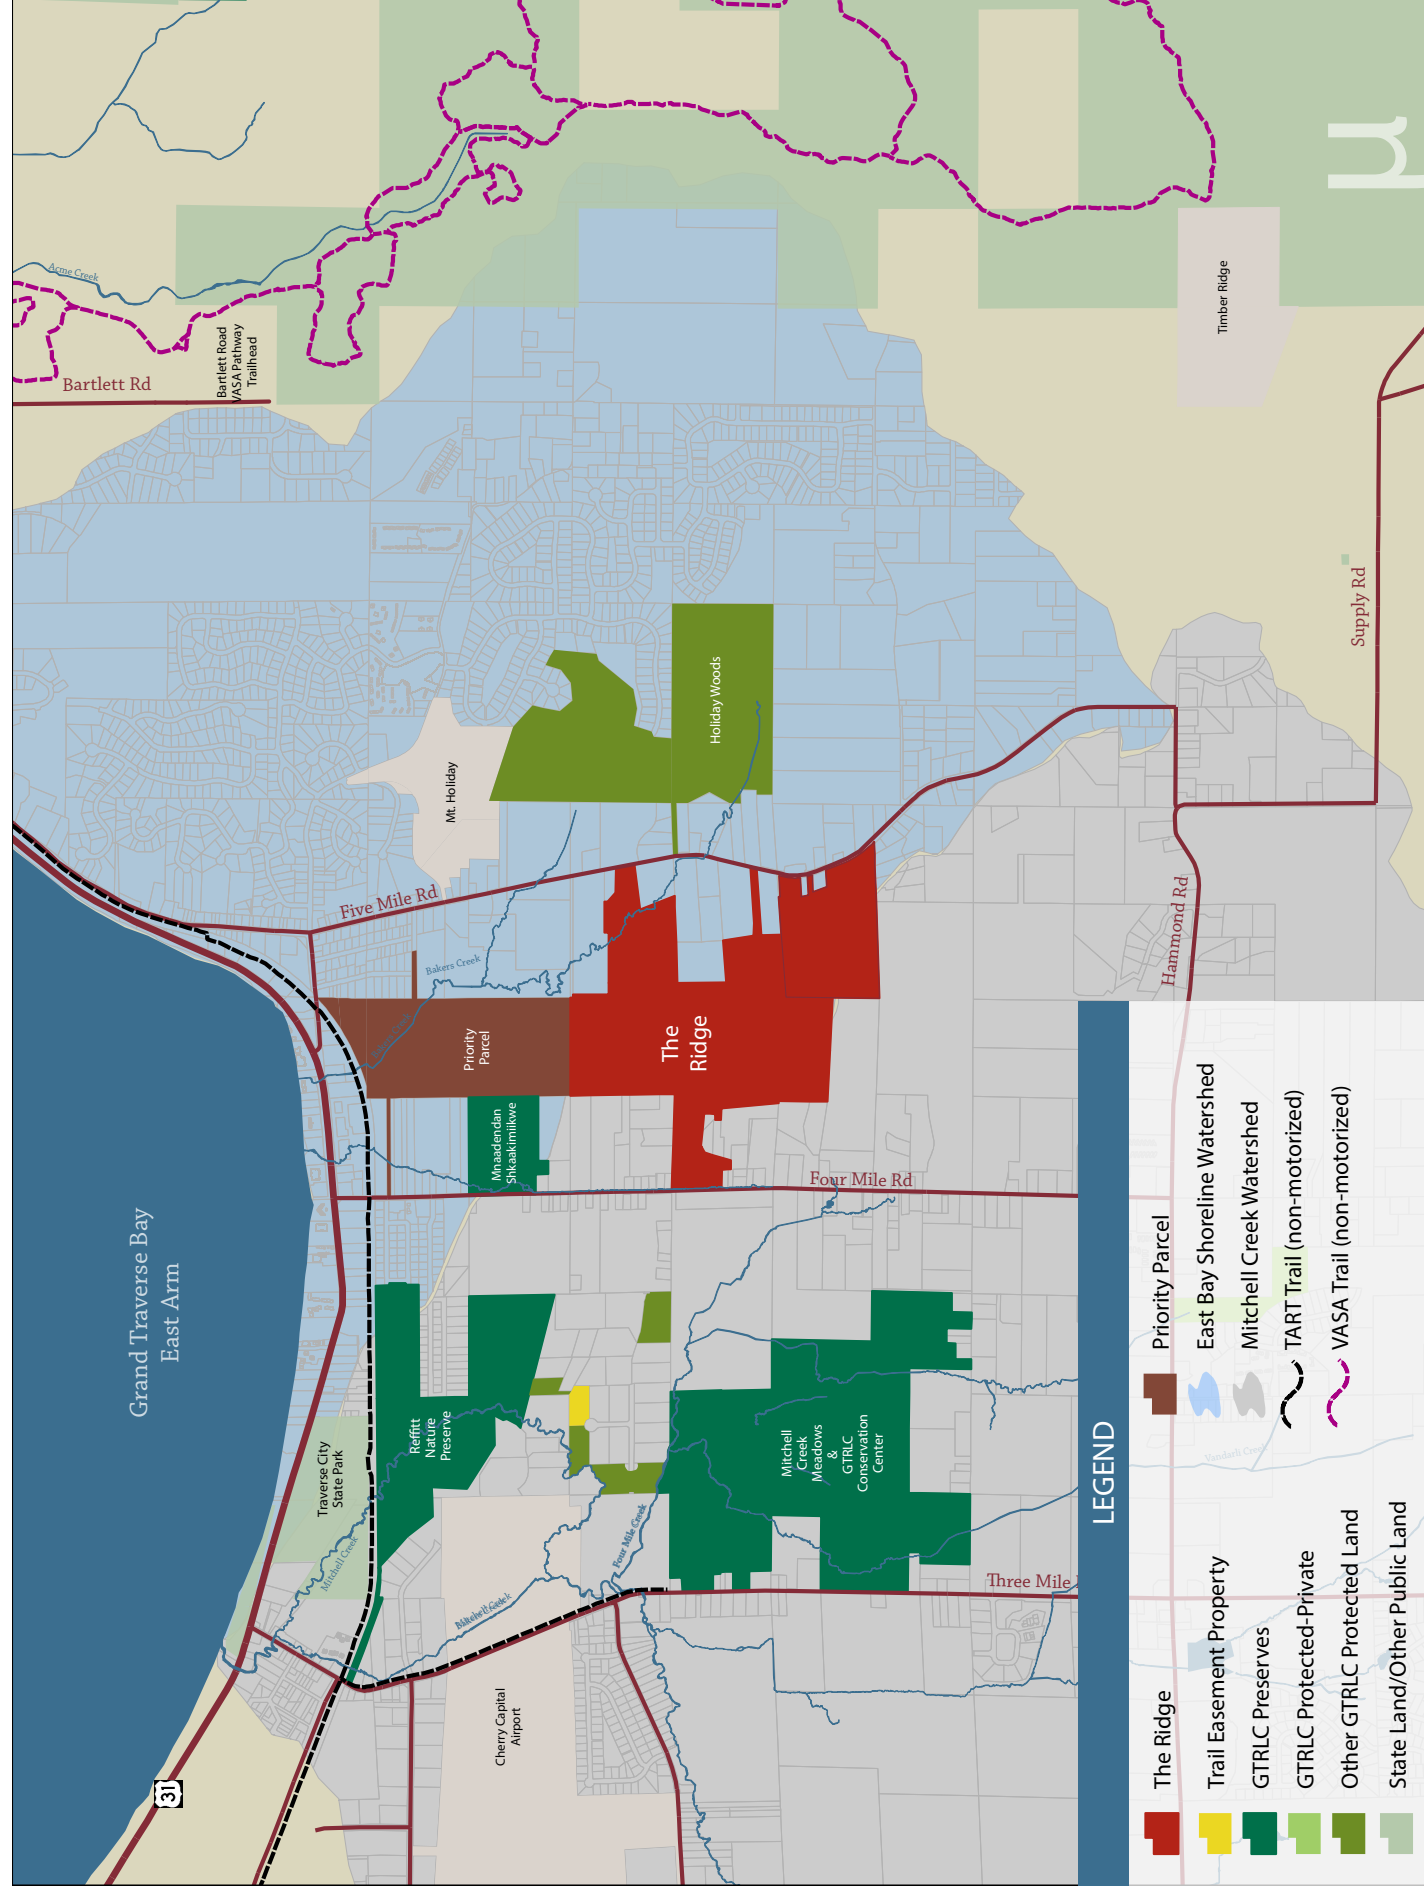 Acme Creek
Bartlett Road
VASA Pathway
Trailhead
Bartlett Rd
Timber Ridge
Supply Rd
Holiday Woods
Mt. Holiday
Five Mile Rd
Bakers Creek
Hammond Rd
Priority
Parcel
The
Ridge
Mnaadendan
Shkaakimiikwe
Four Mile Rd
Grand Traverse Bay
East Arm
Traverse City
State Park
Reffitt
Nature
Preserve
Mitchell
Creek
Meadows
&
GTRLC
Conservation
Center
Mitchell Creek
Four Mile Creek
Mitchell Creek
Three Mile
Cherry Capital
Airport
31
LEGEND
The Ridge
Trail Easement Property
GTRLC Preserves
GTRLC Protected-Private
Other GTRLC Protected Land
State Land/Other Public Land
Priority Parcel
East Bay Shoreline Watershed
Mitchell Creek Watershed
TART Trail (non-motorized)
VASA Trail (non-motorized)
Vandarli Creek
n